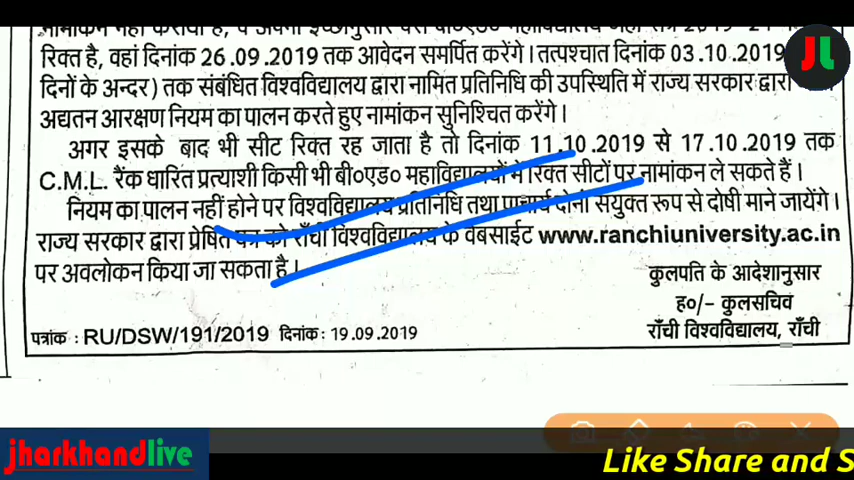 रिक्त है, वहां दिनांक 26.09.2019 तक आवेदन समर्पित करेंगे। तत्पश्चात दिनांक 03.10.2019
दिनों के अन्दर) तक संबंधित विश्वविद्यालय द्वारा नामित प्रतिनिधि की उपस्थिति में राज्य सरकार द्वारा
अद्यतन आरक्षण नियम का पालन करते हुए नामांकन सुनिश्चित करेंगे।
अगर इसके बाद भी सीट रिक्त रह जाता है तो दिनांक 11.10.2019 से 17.10.2019 तक
C.M.L. रैंक धारित प्रत्याशी किसी भी बी०एड० महाविद्यालयों में रिक्त सीटों पर नामांकन ले सकते हैं।
नियम का पालन नहीं होने पर विश्वविद्यालय प्रतिनिधि तथा प्राचार्य दोनों संयुक्त रूप से दोषी माने जायेंगे।
राज्य सरकार द्वारा प्रेषित पत्र को राँची विश्वविद्यालय के वेबसाईट www.ranchiuniversity.ac.in
पर अवलोकन किया जा सकता है।
कुलपति के आदेशानुसार
ह०/- कुलसचिव
पत्रांक : RU/DSW/191/2019 दिनांक: 19.09.2019
राँची विश्वविद्यालय, राँची
JL
jharkhandlive
Like Share and S